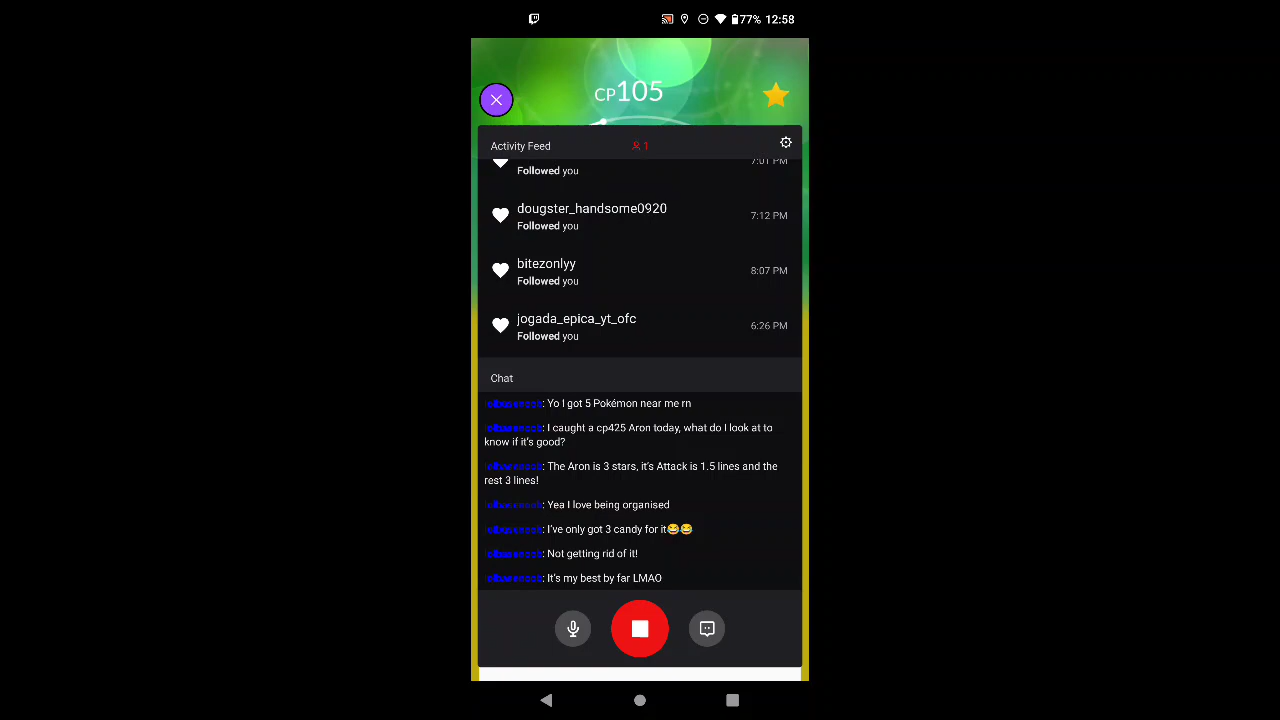 77% 12:58
CP105
Activity Feed 1
Followed you 7:01 PM
dougster_handsome0920
Followed you 7:12 PM
bitezonlyy
Followed you 8:07 PM
jogada_epica_yt_ofc
Followed you 6:26 PM
Chat
: Yo I got 5 Pokémon near me rn
: I caught a cp425 Aron today, what do I look at to
know if it's good?
: The Aron is 3 stars, it's Attack is 1.5 lines and the
rest 3 lines!
: Yea I love being organised
: I've only got 3 candy for it😂😂
: Not getting rid of it!
: It's my best by far LMAO